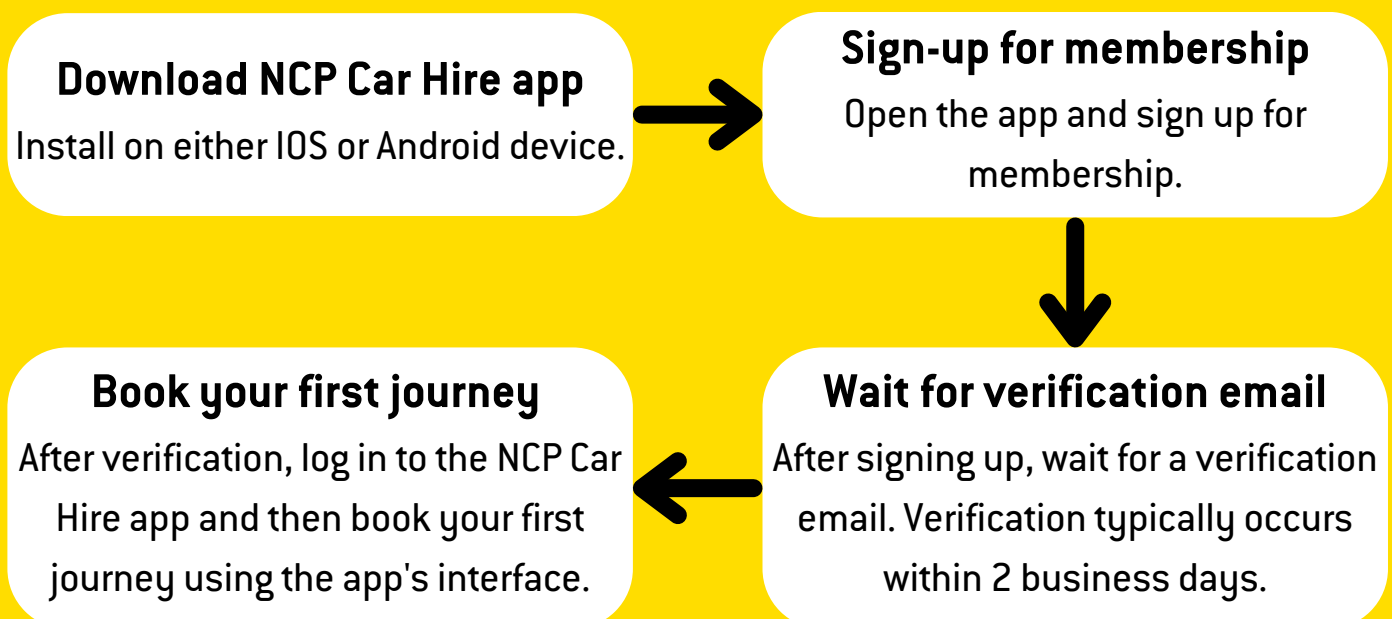 Download NCP Car Hire app
Install on either IOS or Android device.
Sign-up for membership
Open the app and sign up for
membership.
Wait for verification email
After signing up, wait for a verification
email. Verification typically occurs
within 2 business days.
Book your first journey
After verification, log in to the NCP Car
Hire app and then book your first
journey using the app's interface.